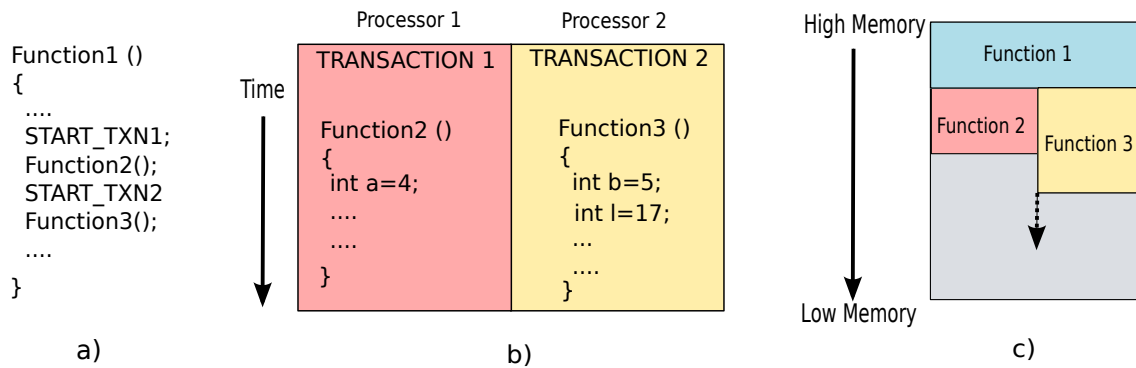 Function1 ()
{
....
START_TXN1;
Function2();
START_TXN2
Function3();
....
}
a)
Time
Processor 1
Processor 2
TRANSACTION 1
TRANSACTION 2
Function2 ()
{
int a=4;
....
....
}
Function3 ()
{
int b=5;
int l=17;
...
....
}
b)
High Memory
Function 1
Function 2
Function 3
Low Memory
c)